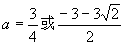 a = 3/4 或 (-3-3√2)/2